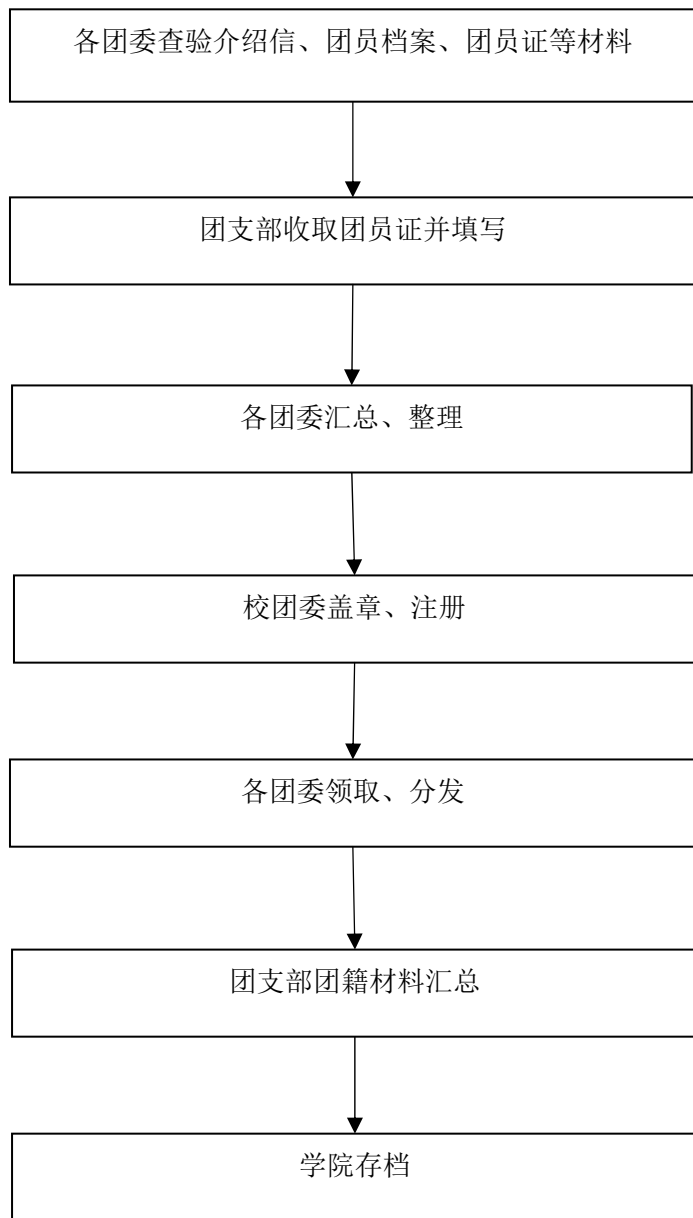 各团委查验介绍信、团员档案、团员证等材料
团支部收取团员证并填写
各团委汇总、整理
校团委盖章、注册
各团委领取、分发
团支部团籍材料汇总
学院存档